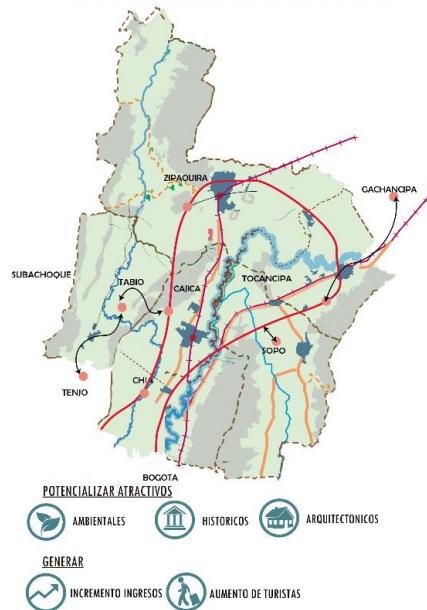 ZIPAQUIRA
GACHANCIPA
SUBACHOQUE
TABIO
CAJICA
TOCANCIPA
SOPO
TENJO
CHIA
BOGOTA
POTENCIALIZAR ATRACTIVOS
AMBIENTALES
HISTORICOS
ARQUITECTONICOS
GENERAR
INCREMENTO INGRESOS
AUMENTO DE TURISTAS